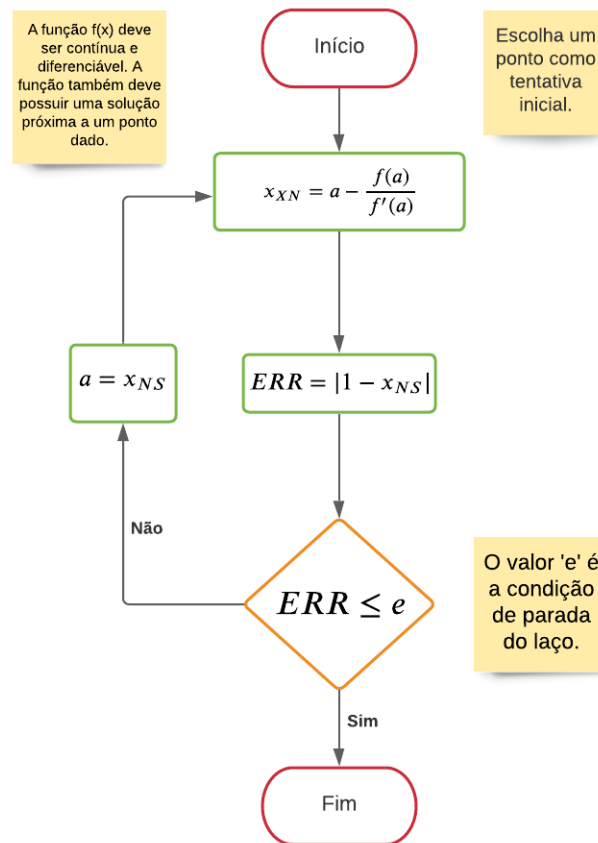 A função f(x) deve
ser contínua e
diferenciável. A
função também deve
possuir uma solução
próxima a um ponto
dado.
Início
Escolha um
ponto como
tentativa
inicial.
x_{XN} = a - \frac{f(a)}{f'(a)}
a = x_{NS}
ERR = |1 - x_{NS}|
Não
ERR ≤ e
O valor 'e' é
a condição
de parada
do laço.
Sim
Fim